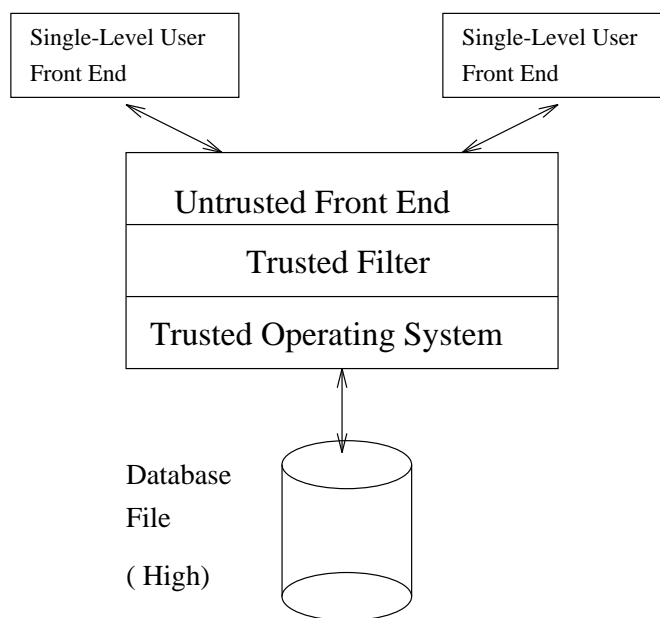 Single-Level User
Front End
Single-Level User
Front End
Untrusted Front End
Trusted Filter
Trusted Operating System
Database
File
( High)